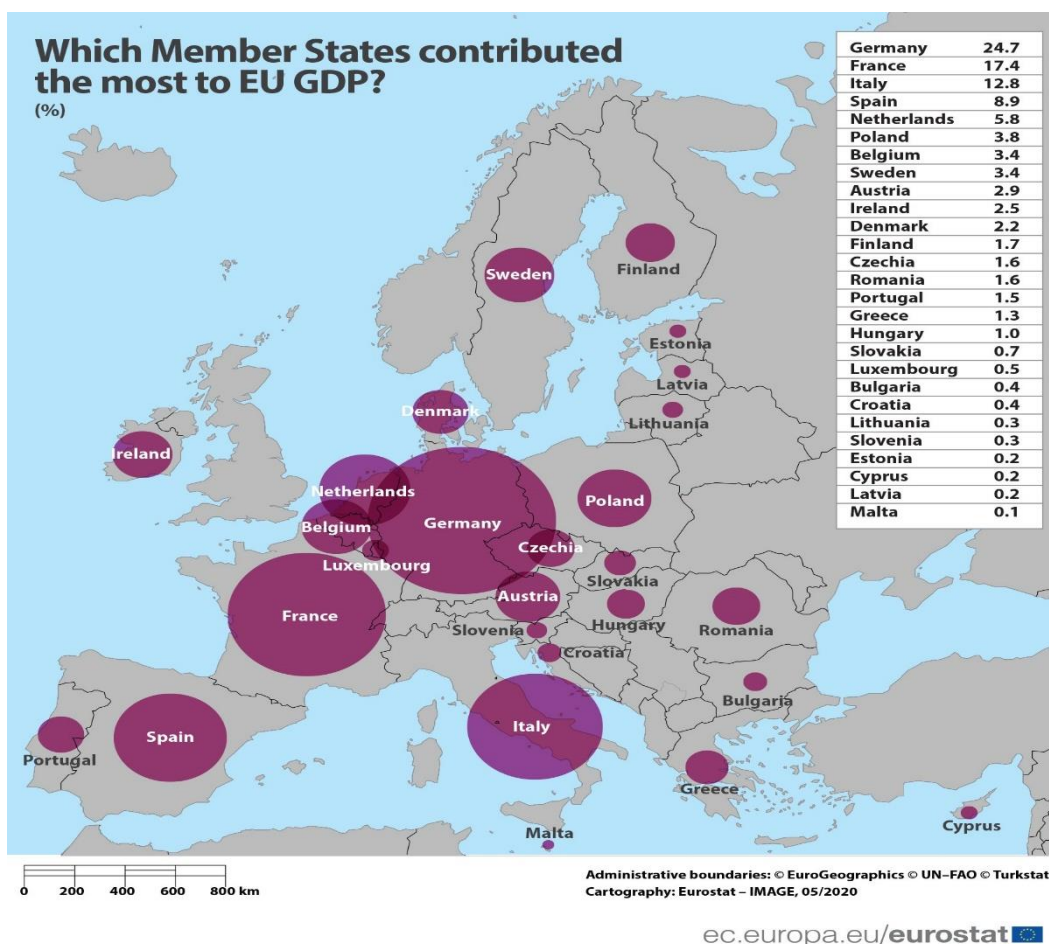 Which Member States contributed
the most to EU GDP?
(%)
Germany 24.7
France 17.4
Italy 12.8
Spain 8.9
Netherlands 5.8
Poland 3.8
Belgium 3.4
Sweden 3.4
Austria 2.9
Ireland 2.5
Denmark 2.2
Finland 1.7
Czechia 1.6
Romania 1.6
Portugal 1.5
Greece 1.3
Hungary 1.0
Slovakia 0.7
Luxembourg 0.5
Bulgaria 0.4
Croatia 0.4
Lithuania 0.3
Slovenia 0.3
Estonia 0.2
Cyprus 0.2
Latvia 0.2
Malta 0.1
Finland
Sweden
Estonia
Latvia
Denmark
Lithuania
Ireland
Netherlands
Poland
Germany
Belgium
Czechia
Luxembourg
Slovakia
Austria
France
Hungary
Slovenia
Romania
Croatia
Bulgaria
Italy
Spain
Portugal
Greece
Cyprus
Malta
0 200 400 600 800 km
Administrative boundaries: © EuroGeographics © UN–FAO © Turkstat
Cartography: Eurostat – IMAGE, 05/2020
ec.europa.eu/eurostat